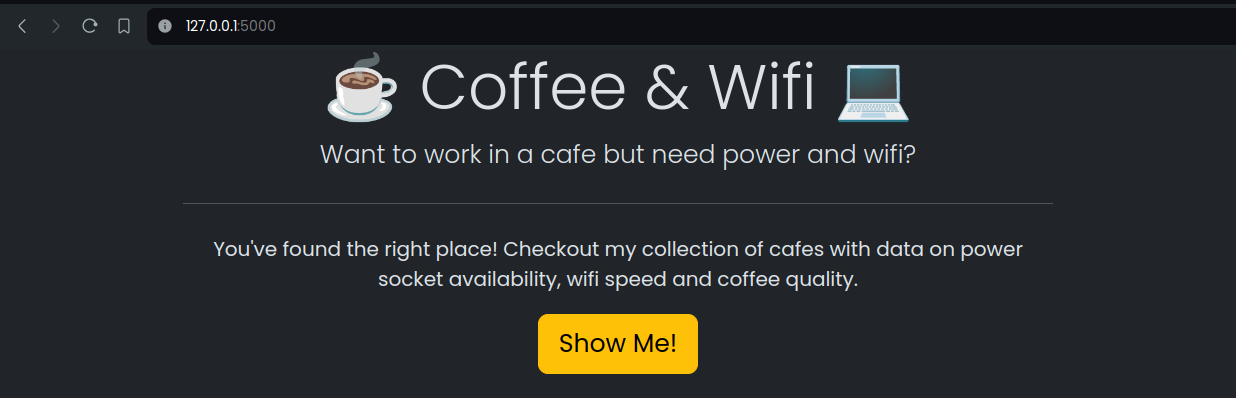 127.0.0.1:5000
☕ Coffee & Wifi 💻
Want to work in a cafe but need power and wifi?
You've found the right place! Checkout my collection of cafes with data on power
socket availability, wifi speed and coffee quality.
Show Me!